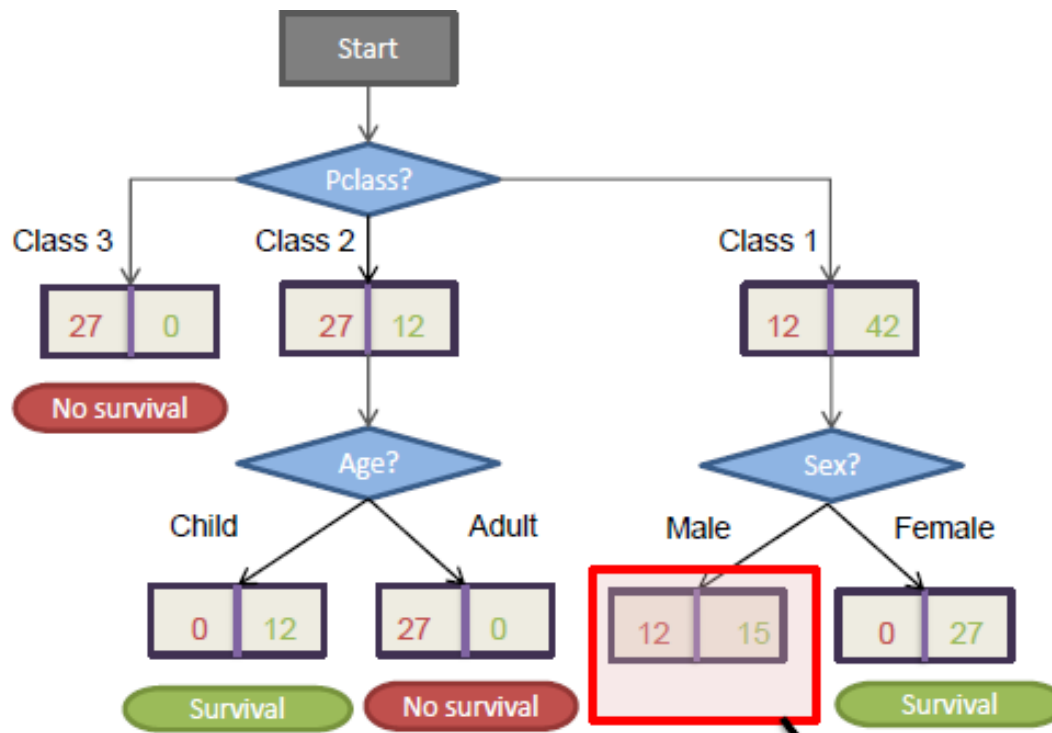 Start
Pclass?
Class 3
Class 2
Class 1
27 0
27 12
12 42
No survival
Age?
Sex?
Child
Adult
Male
Female
0 12
27 0
12 15
0 27
Survival
No survival
Survival